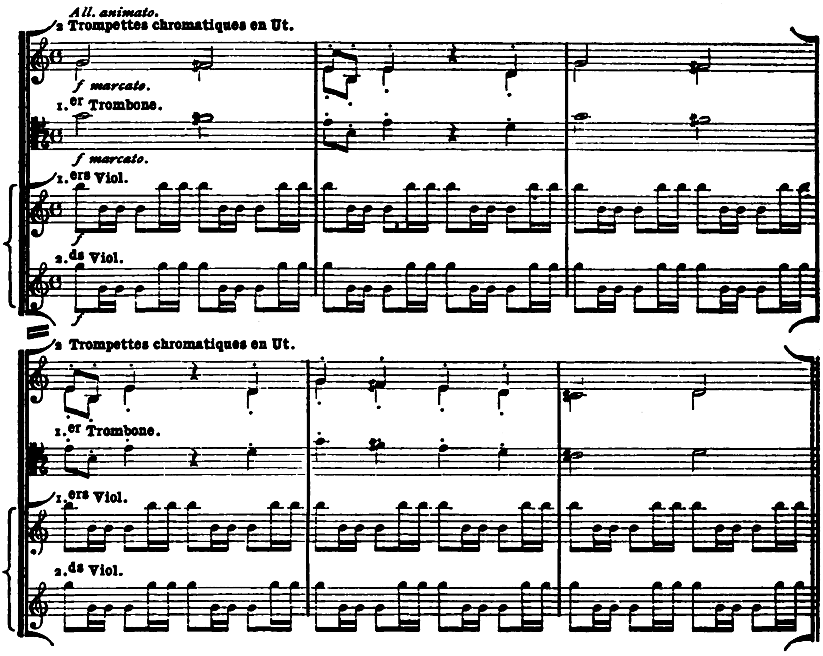 All. animato.
2 Trompettes chromatiques en Ut.
f marcato.
1.er Trombone.
f marcato.
1.ers Viol.
f
2.ds Viol.
f
2 Trompettes chromatiques en Ut.
1.er Trombone.
1.ers Viol.
2.ds Viol.